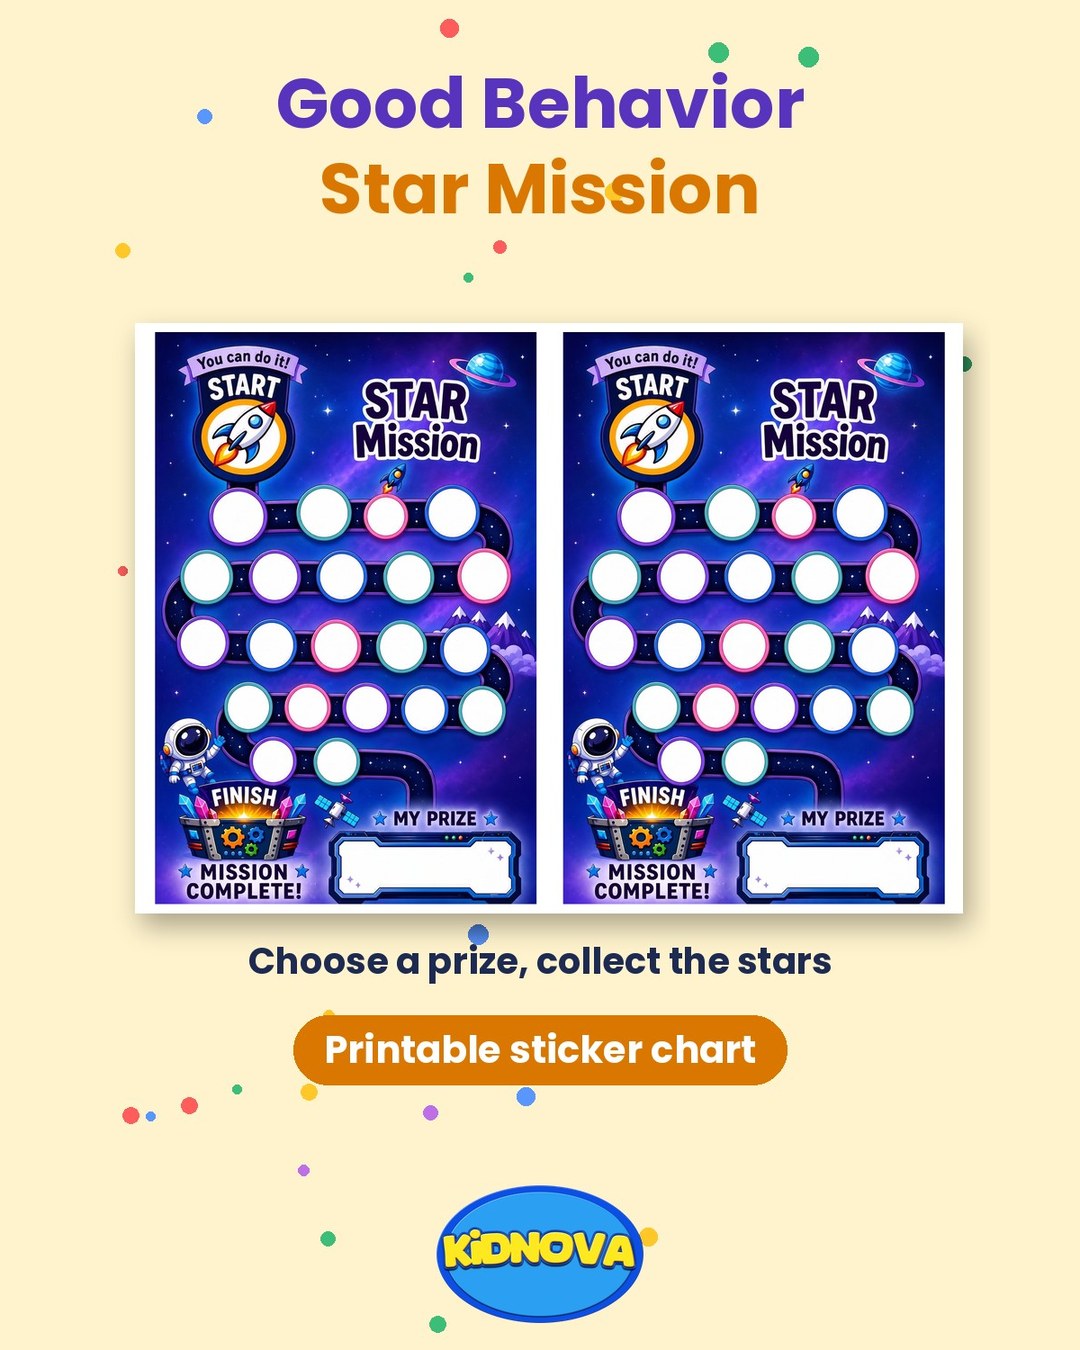 Good Behavior
Star Mission
You can do it!
START
STAR
Mission
FINISH
MISSION
COMPLETE!
MY PRIZE
You can do it!
START
STAR
Mission
FINISH
MISSION
COMPLETE!
MY PRIZE
Choose a prize, collect the stars
Printable sticker chart
KiDNOVA